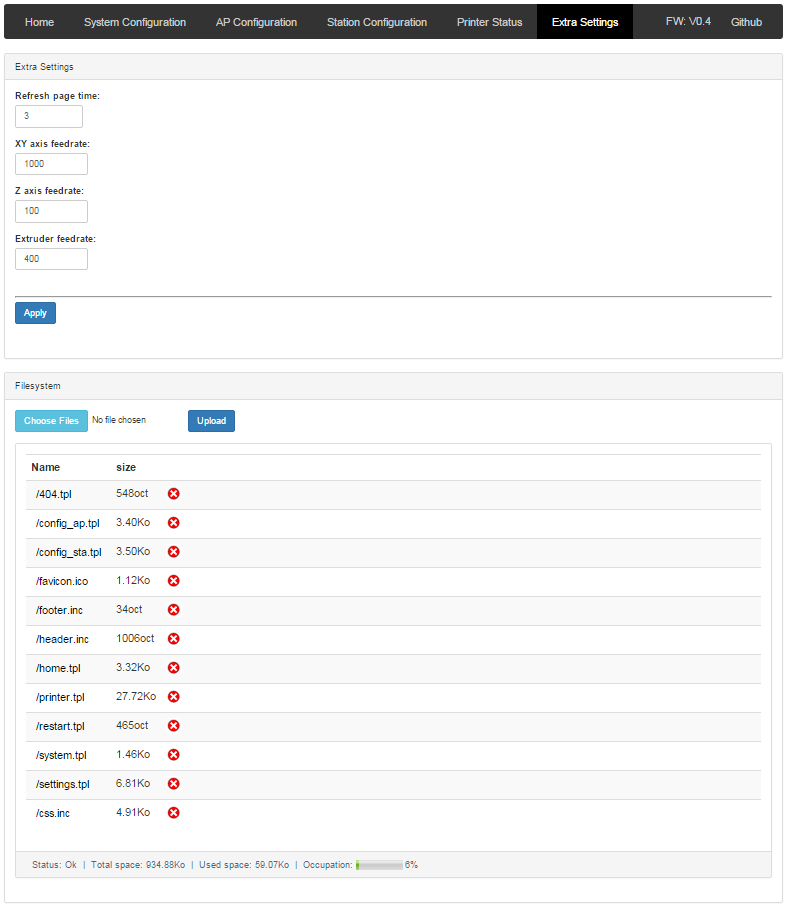 Home System Configuration AP Configuration Station Configuration Printer Status Extra Settings FW: V0.4 Github
Extra Settings
Refresh page time:
3
XY axis feedrate:
1000
Z axis feedrate:
100
Extruder feedrate:
400
Apply
Filesystem
Choose Files No file chosen Upload
Name size
/404.tpl 548oct
/config_ap.tpl 3.40Ko
/config_sta.tpl 3.50Ko
/favicon.ico 1.12Ko
/footer.inc 34oct
/header.inc 1006oct
/home.tpl 3.32Ko
/printer.tpl 27.72Ko
/restart.tpl 465oct
/system.tpl 1.46Ko
/settings.tpl 6.81Ko
/css.inc 4.91Ko
Status: Ok | Total space: 934.88Ko | Used space: 59.07Ko | Occupation: 6%